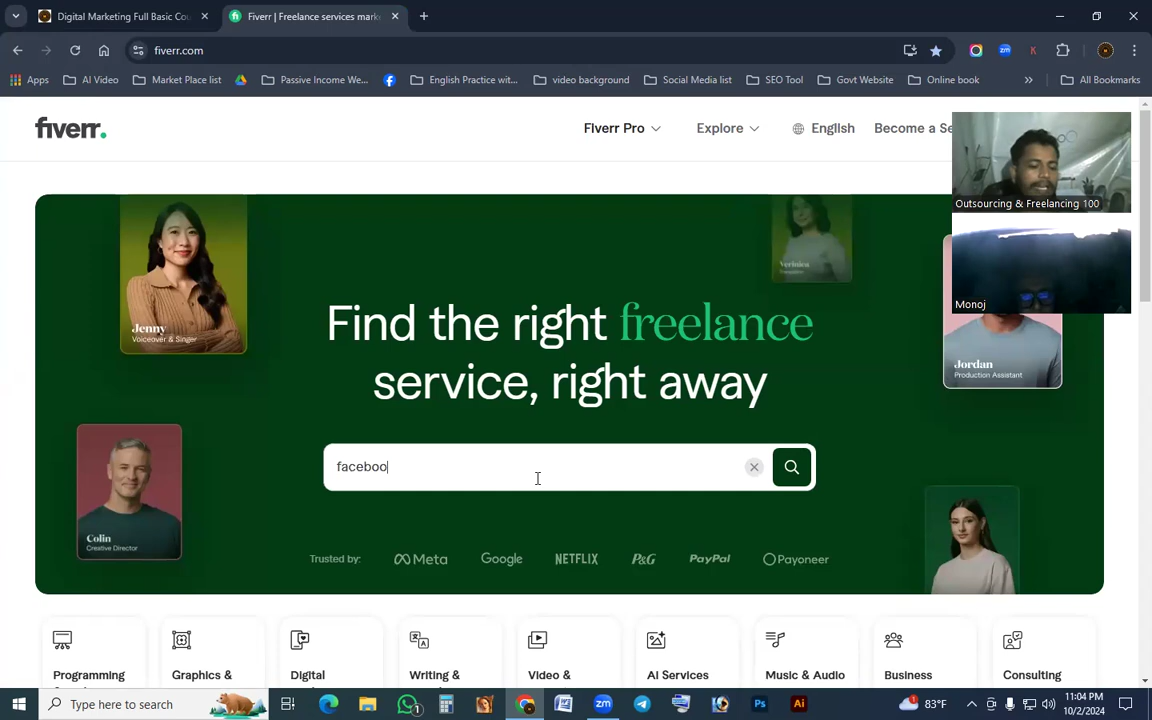 Digital Marketing Full Basic Cou
Fiverr | Freelance services mark
fiverr.com
Apps
AI Video
Market Place list
Passive Income We...
English Practice wit...
video background
Social Media list
SEO Tool
Govt Website
Online book
All Bookmarks
fiverr.
Fiverr Pro
Explore
English
Become a Se
Outsourcing & Freelancing 100
Monoj
Jenny
Voiceover & Singer
Find the right freelance
service, right away
Jordan
Production Assistant
faceboo
Colin
Creative Director
Trusted by:
Meta
Google
NETFLIX
P&G
PayPal
Payoneer
Programming
Graphics &
Digital
Writing &
Video &
AI Services
Music & Audio
Business
Consulting
Type here to search
83°F
11:04 PM
10/2/2024